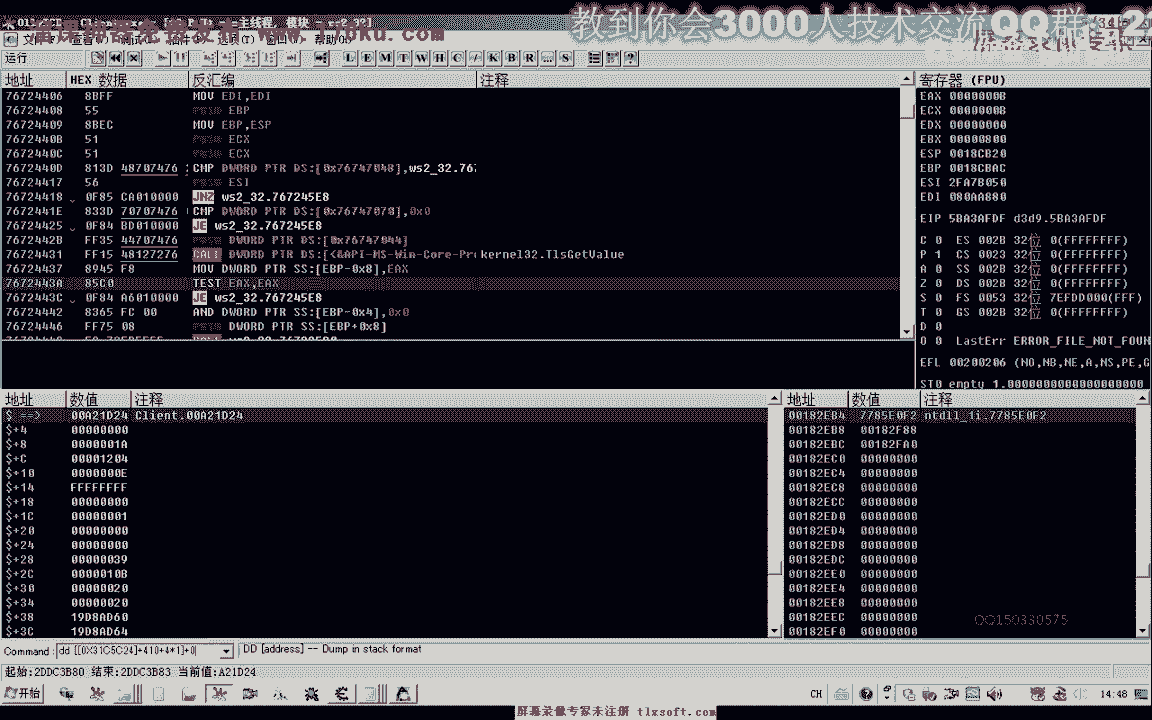 教到你会3000人技术交流QQ群
运行
L E M T W H C / K B R ... S
地址 HEX 数据 反汇编 注释
76724406 8BFF MOV EDI,EDI
76724408 55 EBP
76724409 8BEC MOV EBP,ESP
7672440B 51 ECX
7672440C 51 ECX
7672440D 813D 48707476 CMP DWORD PTR DS:[0x76747048],ws2_32.76
76724417 56 ESI
76724418 0F85 CA010000 JNZ ws2_32.767245E8
7672441E 833D 70707476 CMP DWORD PTR DS:[0x76747070],0x0
76724425 0F84 BD010000 JE ws2_32.767245E8
7672442B FF35 44707476 DWORD PTR DS:[0x76747044]
76724431 FF15 48127276 CALL DWORD PTR DS:[<&API-MS-Win-Core-Pr kernel32.TlsGetValue
76724437 8945 F8 MOV DWORD PTR SS:[EBP-0x8],EAX
7672443A 85C0 TEST EAX,EAX
7672443C 0F84 A6010000 JE ws2_32.767245E8
76724442 8365 FC 00 AND DWORD PTR SS:[EBP-0x4],0x0
76724446 FF75 08 DWORD PTR SS:[EBP+0x8]
寄存器 (FPU)
EAX 0000000B
ECX 0000000B
EDX 00000000
EBX 00000800
ESP 0018CB20
EBP 0018CBAC
ESI 2FA7B050
EDI 080AA880
EIP 5BA3AFDF d3d9.5BA3AFDF
C 0 ES 002B 32位 0(FFFFFFFF)
P 1 CS 0023 32位 0(FFFFFFFF)
A 0 SS 002B 32位 0(FFFFFFFF)
Z 0 DS 002B 32位 0(FFFFFFFF)
S 0 FS 0053 32位 7EFDD000(FFF)
T 0 GS 002B 32位 0(FFFFFFFF)
D 0
O 0 LastErr ERROR_FILE_NOT_FOUN
EFL 00200206 (NO,NB,NE,A,NS,PE,G
ST0 empty 1.0000000000000000000
地址 数值 注释
$ ==> 00A21D24 Client.00A21D24
$+4 00000000
$+8 0000001A
$+C 00001204
$+10 0000000E
$+14 FFFFFFFF
$+18 00000000
$+1C 00000001
$+20 00000000
$+24 00000000
$+28 00000039
$+2C 0000010B
$+30 00000020
$+34 00000020
$+38 19D8AD60
$+3C 19D8AD64
地址 数值 注释
00182EB4 7785E0F2 ntdll_1i.7785E0F2
00182EB8 00182F88
00182EBC 00182FA0
00182EC0 00000000
00182EC4 00000000
00182EC8 00000000
00182ECC 00000000
00182ED0 00000000
00182ED4 00000000
00182ED8 00000000
00182EDC 00000000
00182EE0 00000000
00182EE4 00000000
00182EE8 00000000
00182EEC 00000000
00182EF0 00000000
QQ150330575
Command: dd [[0X31C5C24]+410+4*1]+0 DD [address] -- Dump in stack format
起始:2DDC3B80 结束:2DDC3B83 当前值:A21D24
开始
CH
14:48
屏幕录像专家未注册 tlxsoft.com